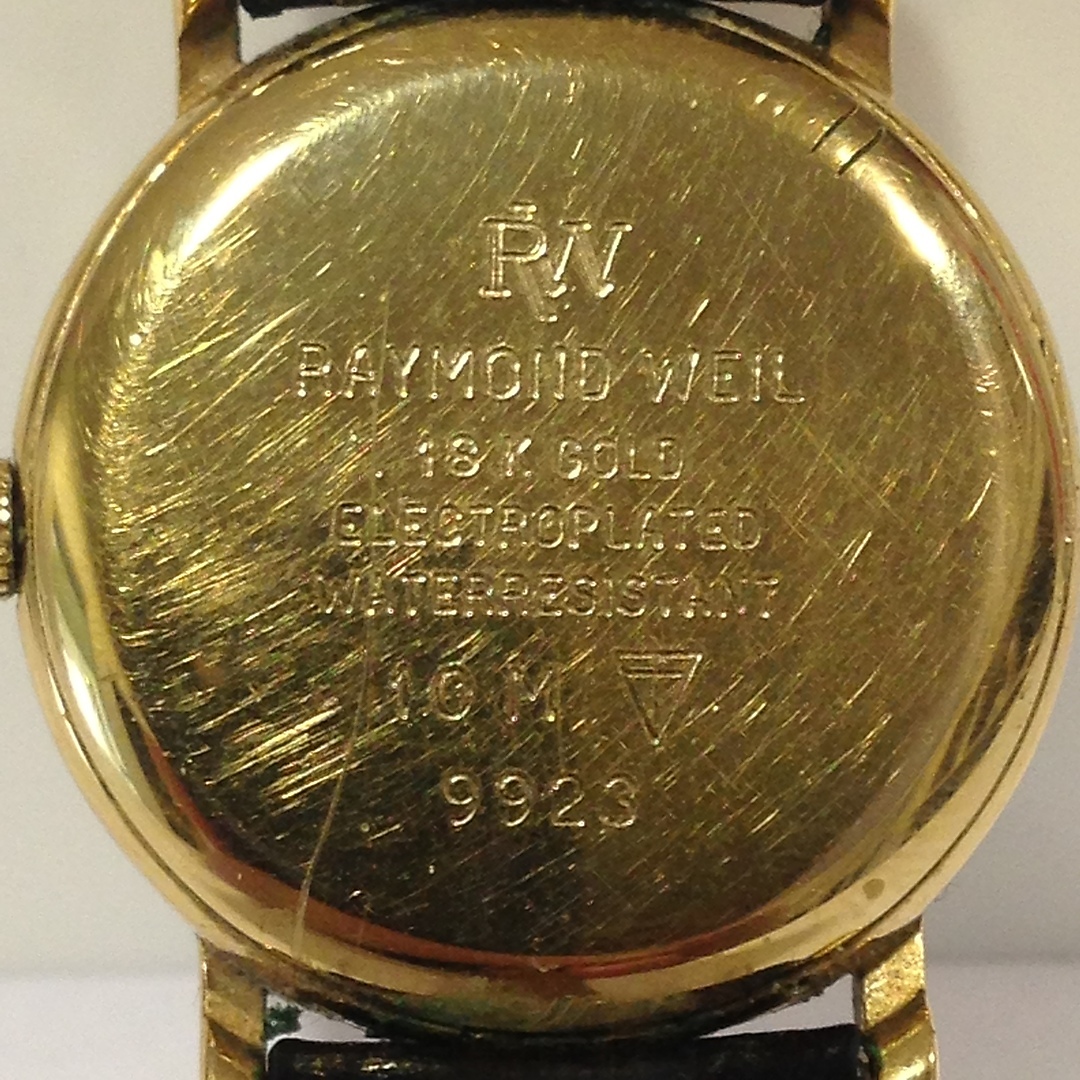 RW
RAYMOND WEIL
18 K GOLD
ELECTROPLATED
WATERRESISTANT
10 M
9923